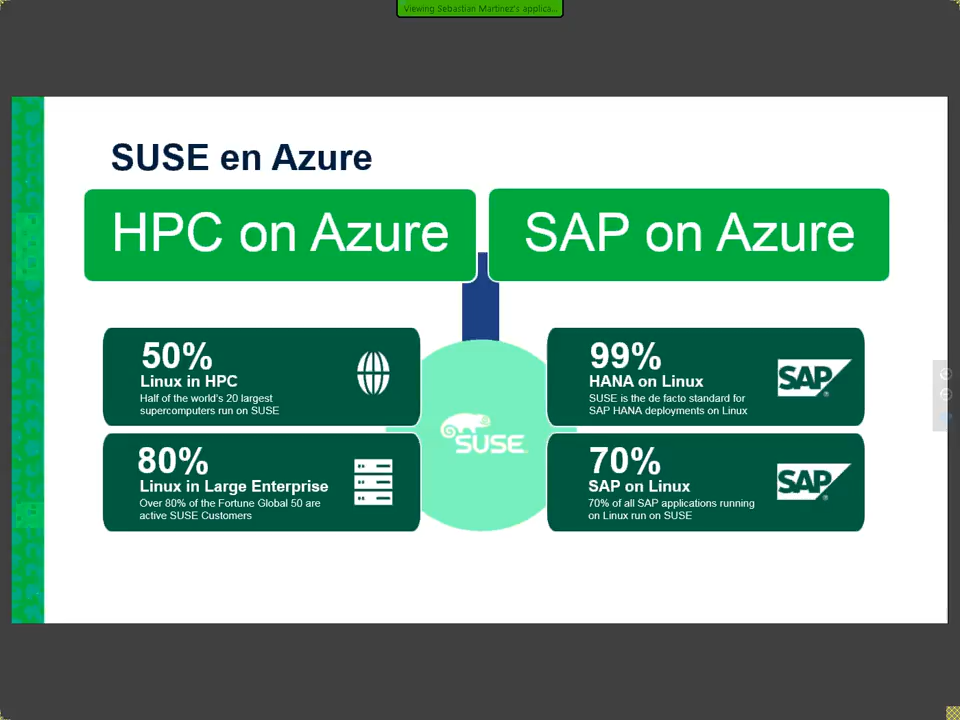 Viewing Sebastian Martinez's applica...
SUSE en Azure
HPC on Azure
SAP on Azure
50%
Linux in HPC
Half of the world's 20 largest
supercomputers run on SUSE
99%
HANA on Linux
SUSE is the de facto standard for
SAP HANA deployments on Linux
SAP
80%
Linux in Large Enterprise
Over 80% of the Fortune Global 50 are
active SUSE Customers
SUSE
70%
SAP on Linux
70% of all SAP applications running
on Linux run on SUSE
SAP